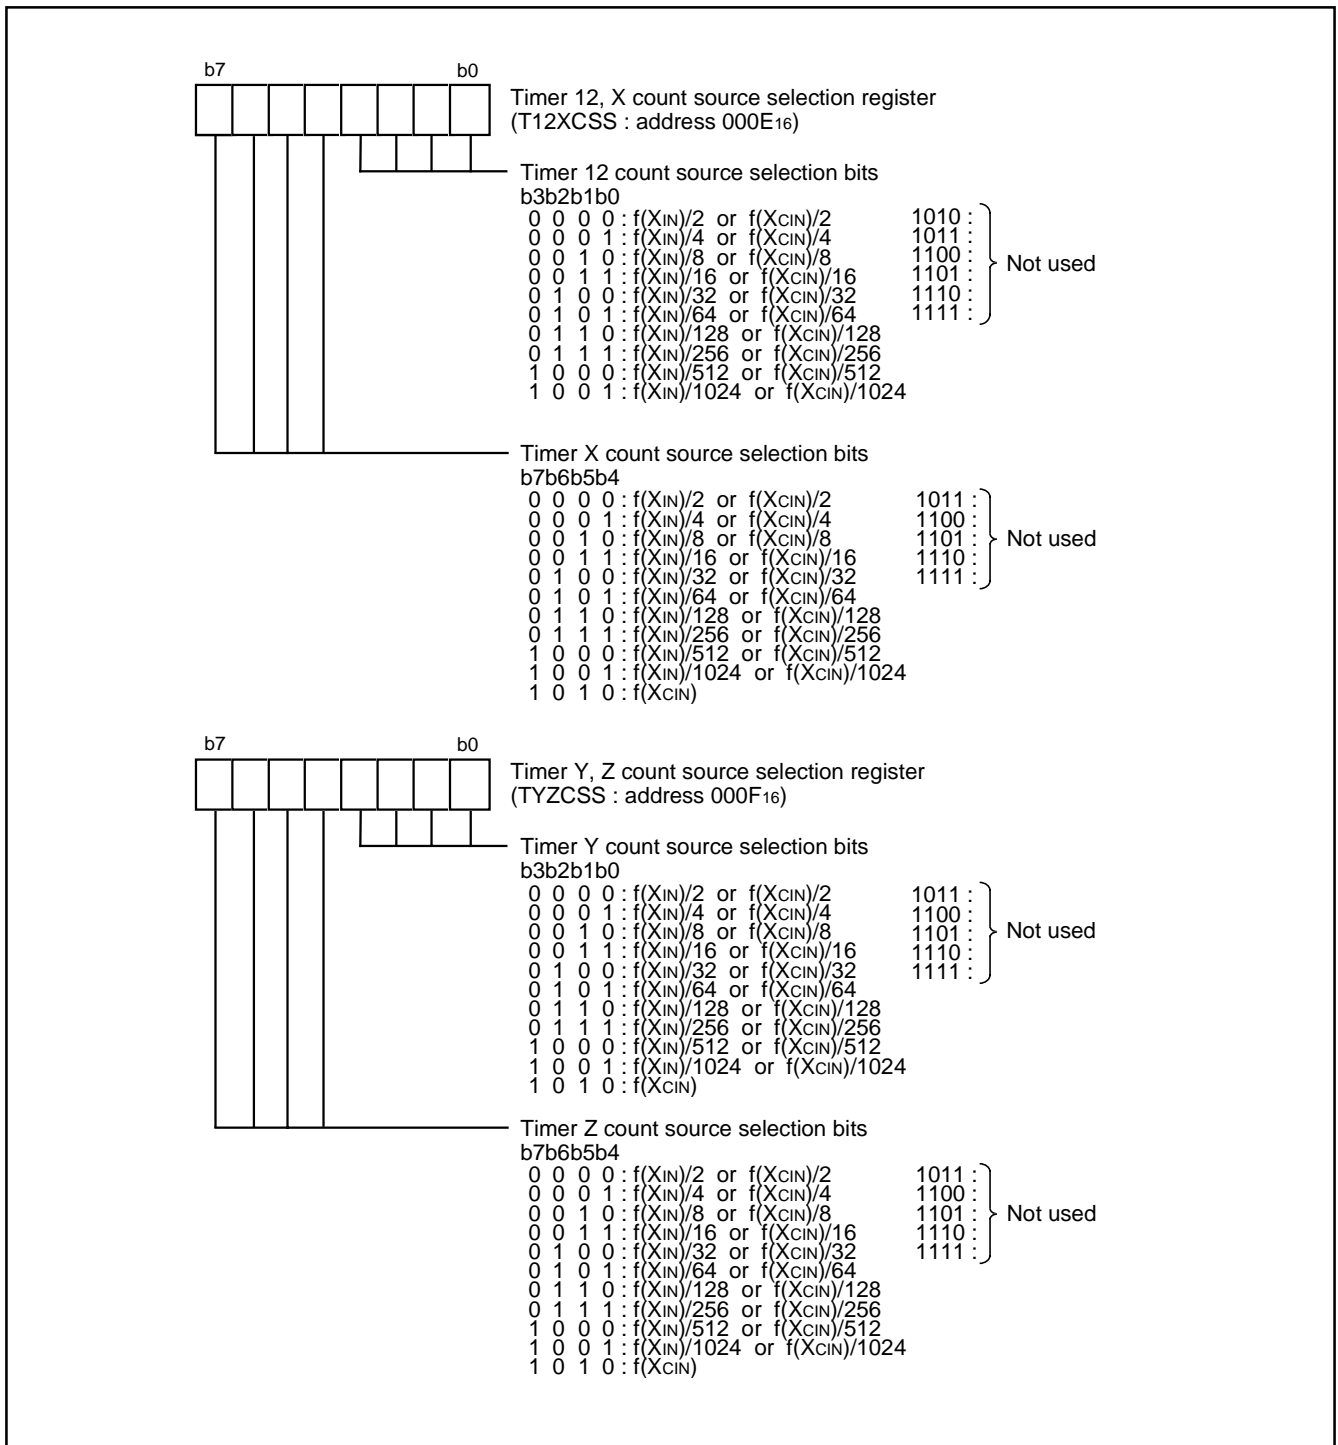 b7 b0
Timer 12, X count source selection register
(T12XCSS : address 000E16)
Timer 12 count source selection bits
b3b2b1b0
0 0 0 0 : f(XIN)/2 or f(XCIN)/2 1010 :
0 0 0 1 : f(XIN)/4 or f(XCIN)/4 1011 :
0 0 1 0 : f(XIN)/8 or f(XCIN)/8 1100 :
0 0 1 1 : f(XIN)/16 or f(XCIN)/16 1101 : Not used
0 1 0 0 : f(XIN)/32 or f(XCIN)/32 1110 :
0 1 0 1 : f(XIN)/64 or f(XCIN)/64 1111 :
0 1 1 0 : f(XIN)/128 or f(XCIN)/128
0 1 1 1 : f(XIN)/256 or f(XCIN)/256
1 0 0 0 : f(XIN)/512 or f(XCIN)/512
1 0 0 1 : f(XIN)/1024 or f(XCIN)/1024
Timer X count source selection bits
b7b6b5b4
0 0 0 0 : f(XIN)/2 or f(XCIN)/2 1011 :
0 0 0 1 : f(XIN)/4 or f(XCIN)/4 1100 :
0 0 1 0 : f(XIN)/8 or f(XCIN)/8 1101 : Not used
0 0 1 1 : f(XIN)/16 or f(XCIN)/16 1110 :
0 1 0 0 : f(XIN)/32 or f(XCIN)/32 1111 :
0 1 0 1 : f(XIN)/64 or f(XCIN)/64
0 1 1 0 : f(XIN)/128 or f(XCIN)/128
0 1 1 1 : f(XIN)/256 or f(XCIN)/256
1 0 0 0 : f(XIN)/512 or f(XCIN)/512
1 0 0 1 : f(XIN)/1024 or f(XCIN)/1024
1 0 1 0 : f(XCIN)
b7 b0
Timer Y, Z count source selection register
(TYZCSS : address 000F16)
Timer Y count source selection bits
b3b2b1b0
0 0 0 0 : f(XIN)/2 or f(XCIN)/2 1011 :
0 0 0 1 : f(XIN)/4 or f(XCIN)/4 1100 :
0 0 1 0 : f(XIN)/8 or f(XCIN)/8 1101 : Not used
0 0 1 1 : f(XIN)/16 or f(XCIN)/16 1110 :
0 1 0 0 : f(XIN)/32 or f(XCIN)/32 1111 :
0 1 0 1 : f(XIN)/64 or f(XCIN)/64
0 1 1 0 : f(XIN)/128 or f(XCIN)/128
0 1 1 1 : f(XIN)/256 or f(XCIN)/256
1 0 0 0 : f(XIN)/512 or f(XCIN)/512
1 0 0 1 : f(XIN)/1024 or f(XCIN)/1024
1 0 1 0 : f(XCIN)
Timer Z count source selection bits
b7b6b5b4
0 0 0 0 : f(XIN)/2 or f(XCIN)/2 1011 :
0 0 0 1 : f(XIN)/4 or f(XCIN)/4 1100 :
0 0 1 0 : f(XIN)/8 or f(XCIN)/8 1101 : Not used
0 0 1 1 : f(XIN)/16 or f(XCIN)/16 1110 :
0 1 0 0 : f(XIN)/32 or f(XCIN)/32 1111 :
0 1 0 1 : f(XIN)/64 or f(XCIN)/64
0 1 1 0 : f(XIN)/128 or f(XCIN)/128
0 1 1 1 : f(XIN)/256 or f(XCIN)/256
1 0 0 0 : f(XIN)/512 or f(XCIN)/512
1 0 0 1 : f(XIN)/1024 or f(XCIN)/1024
1 0 1 0 : f(XCIN)